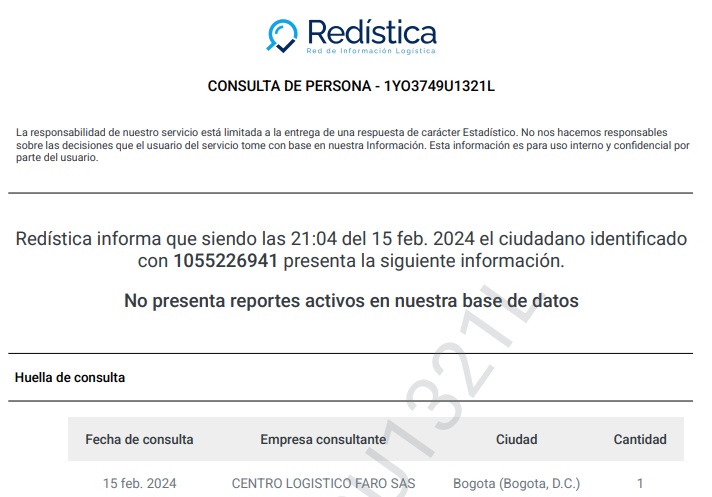 Redística
Red de Información Logística
CONSULTA DE PERSONA - 1YO3749U1321L
La responsabilidad de nuestro servicio está limitada a la entrega de una respuesta de carácter Estadístico. No nos hacemos responsables
sobre las decisiones que el usuario del servicio tome con base en nuestra Información. Esta información es para uso interno y confidencial por
parte del usuario.
Redística informa que siendo las 21:04 del 15 feb. 2024 el ciudadano identificado
con 1055226941 presenta la siguiente información.
No presenta reportes activos en nuestra base de datos
Huella de consulta
Fecha de consulta Empresa consultante Ciudad Cantidad
15 feb. 2024 CENTRO LOGISTICO FARO SAS Bogota (Bogota, D.C.) 1
U1321L